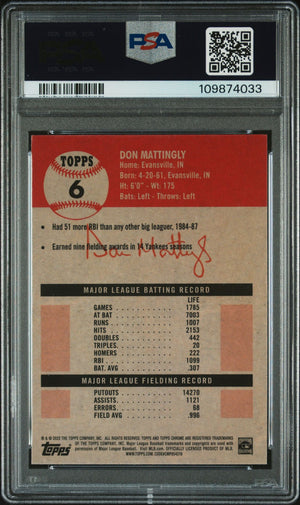 PSA
109874033
TOPPS
6
DON MATTINGLY
Home: Evansville, IN
Born: 4-20-61, Evansville, IN
Ht: 6'0" - Wt: 175
Bats: Left - Throws: Left
• Had 51 more RBI than any other big leaguer, 1984-87
• Earned nine fielding awards in 14 Yankees seasons
Don Mattingly
MAJOR LEAGUE BATTING RECORD
LIFE
GAMES 1785
AT BAT 7003
RUNS 1007
HITS 2153
DOUBLES 442
TRIPLES 20
HOMERS 222
RBI 1099
BAT. AVG. .307
MAJOR LEAGUE FIELDING RECORD
PUTOUTS 14270
ASSISTS 1121
ERRORS 68
FIELD AVG. .996
Topps